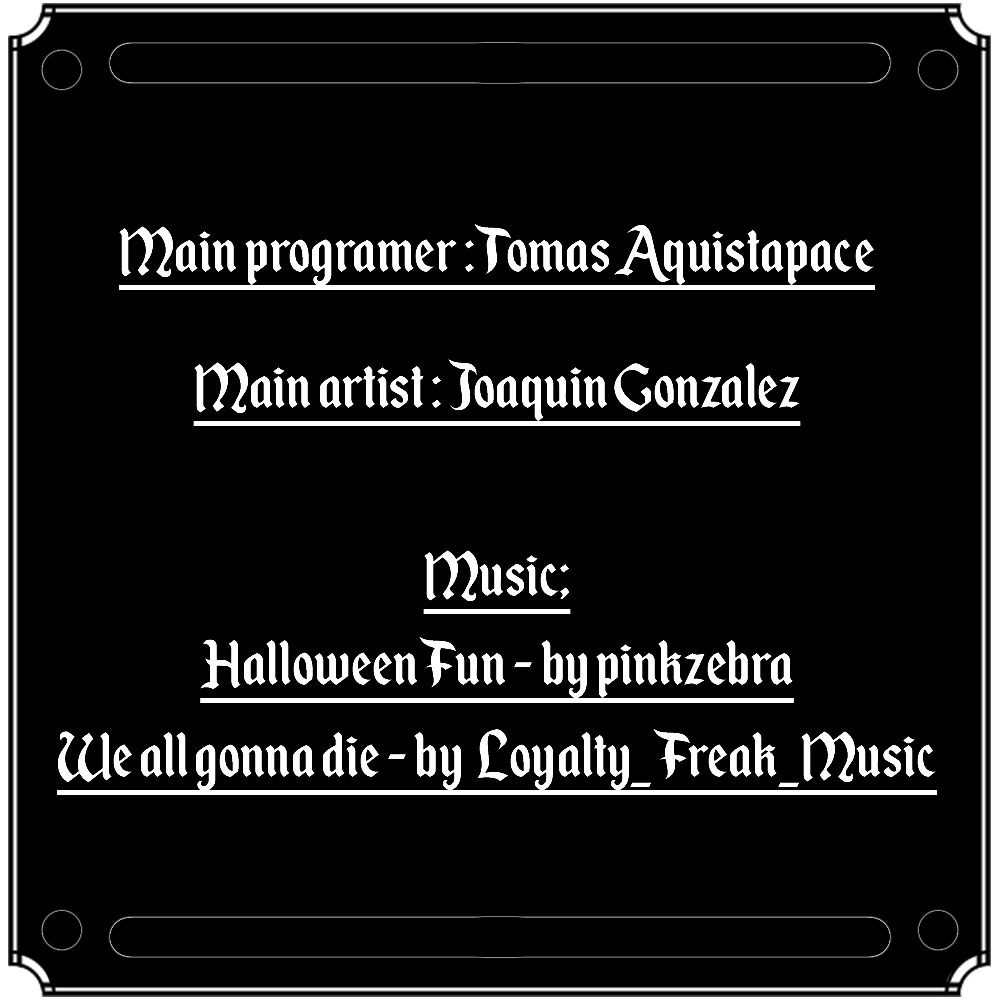 Main programer : Tomas Aquistapace
Main artist : Joaquin Gonzalez
Music;
Halloween Fun - by pinkzebra
We all gonna die - by Loyalty_Freak_Music